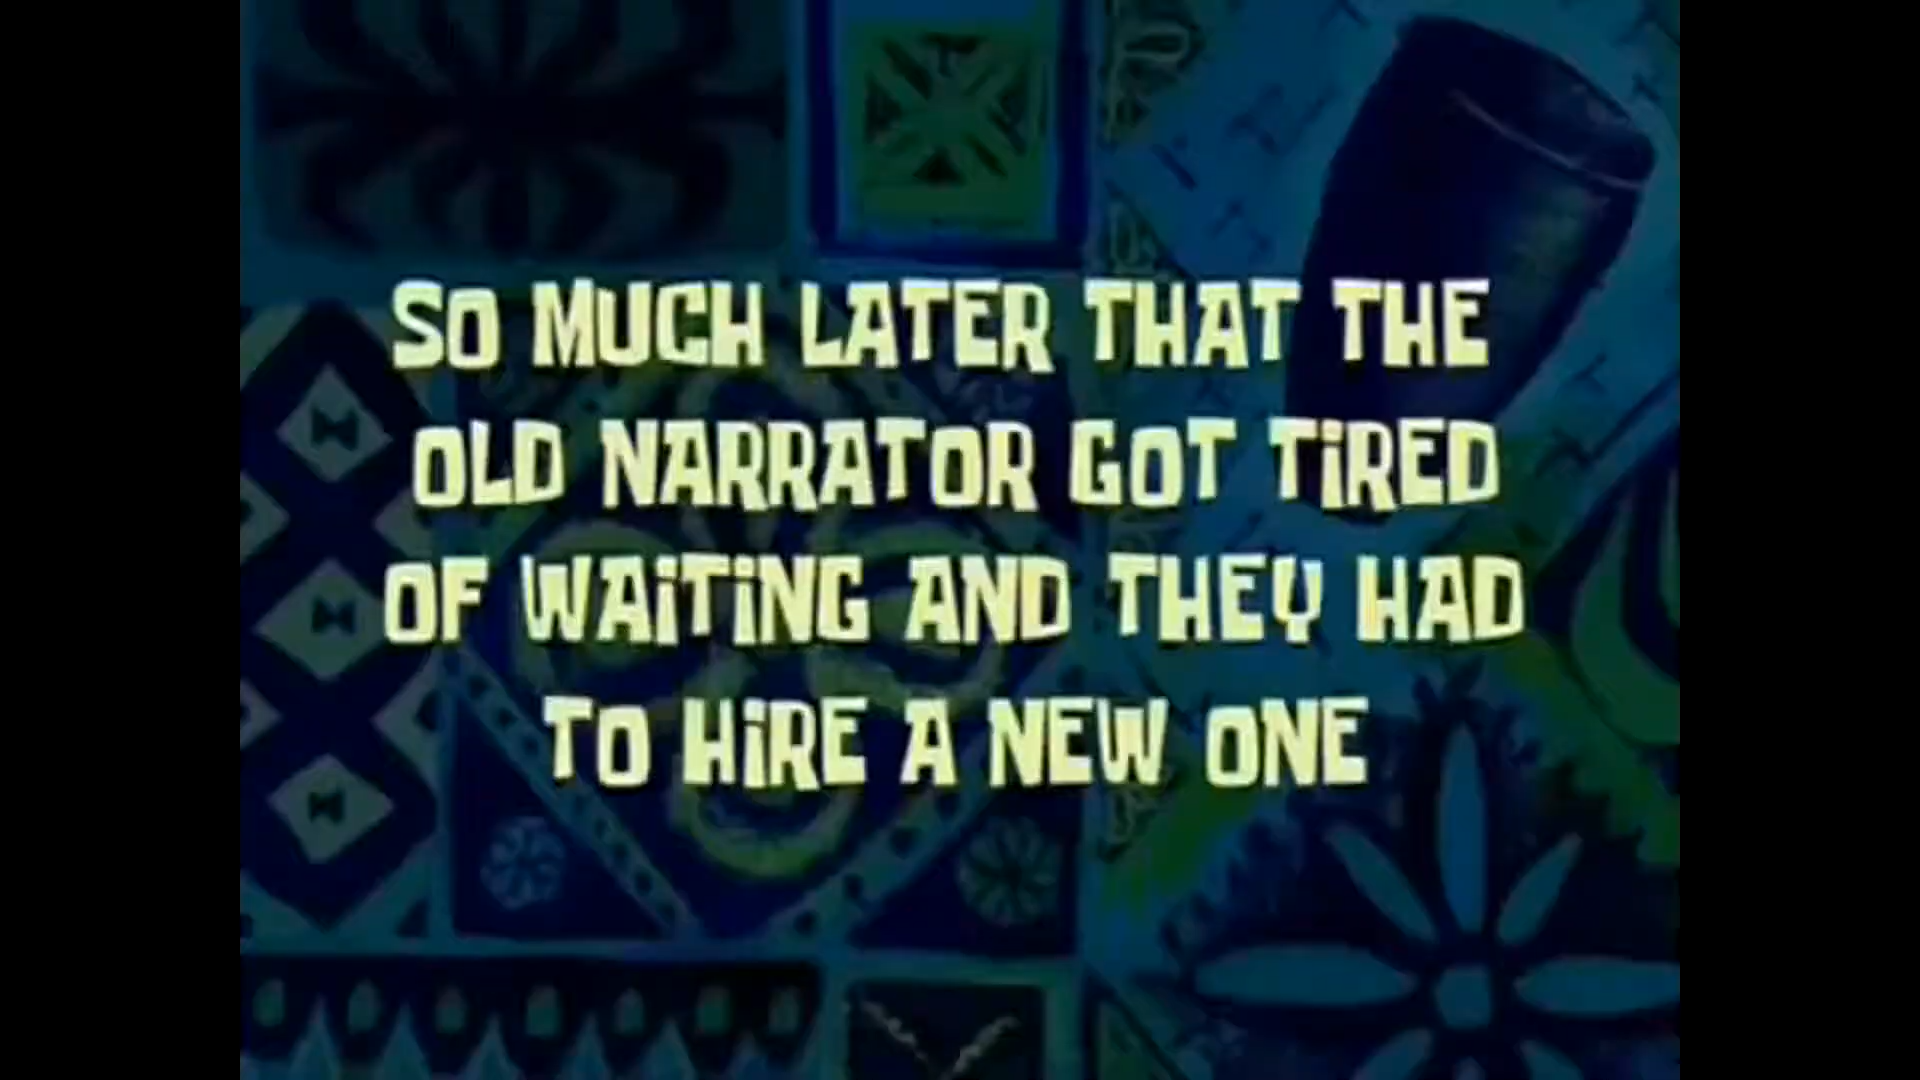 SO MUCH LATER THAT THE
OLD NARRATOR GOT TiRED
OF WAiTiNG AND THEY HAD
TO HiRE A NEW ONE